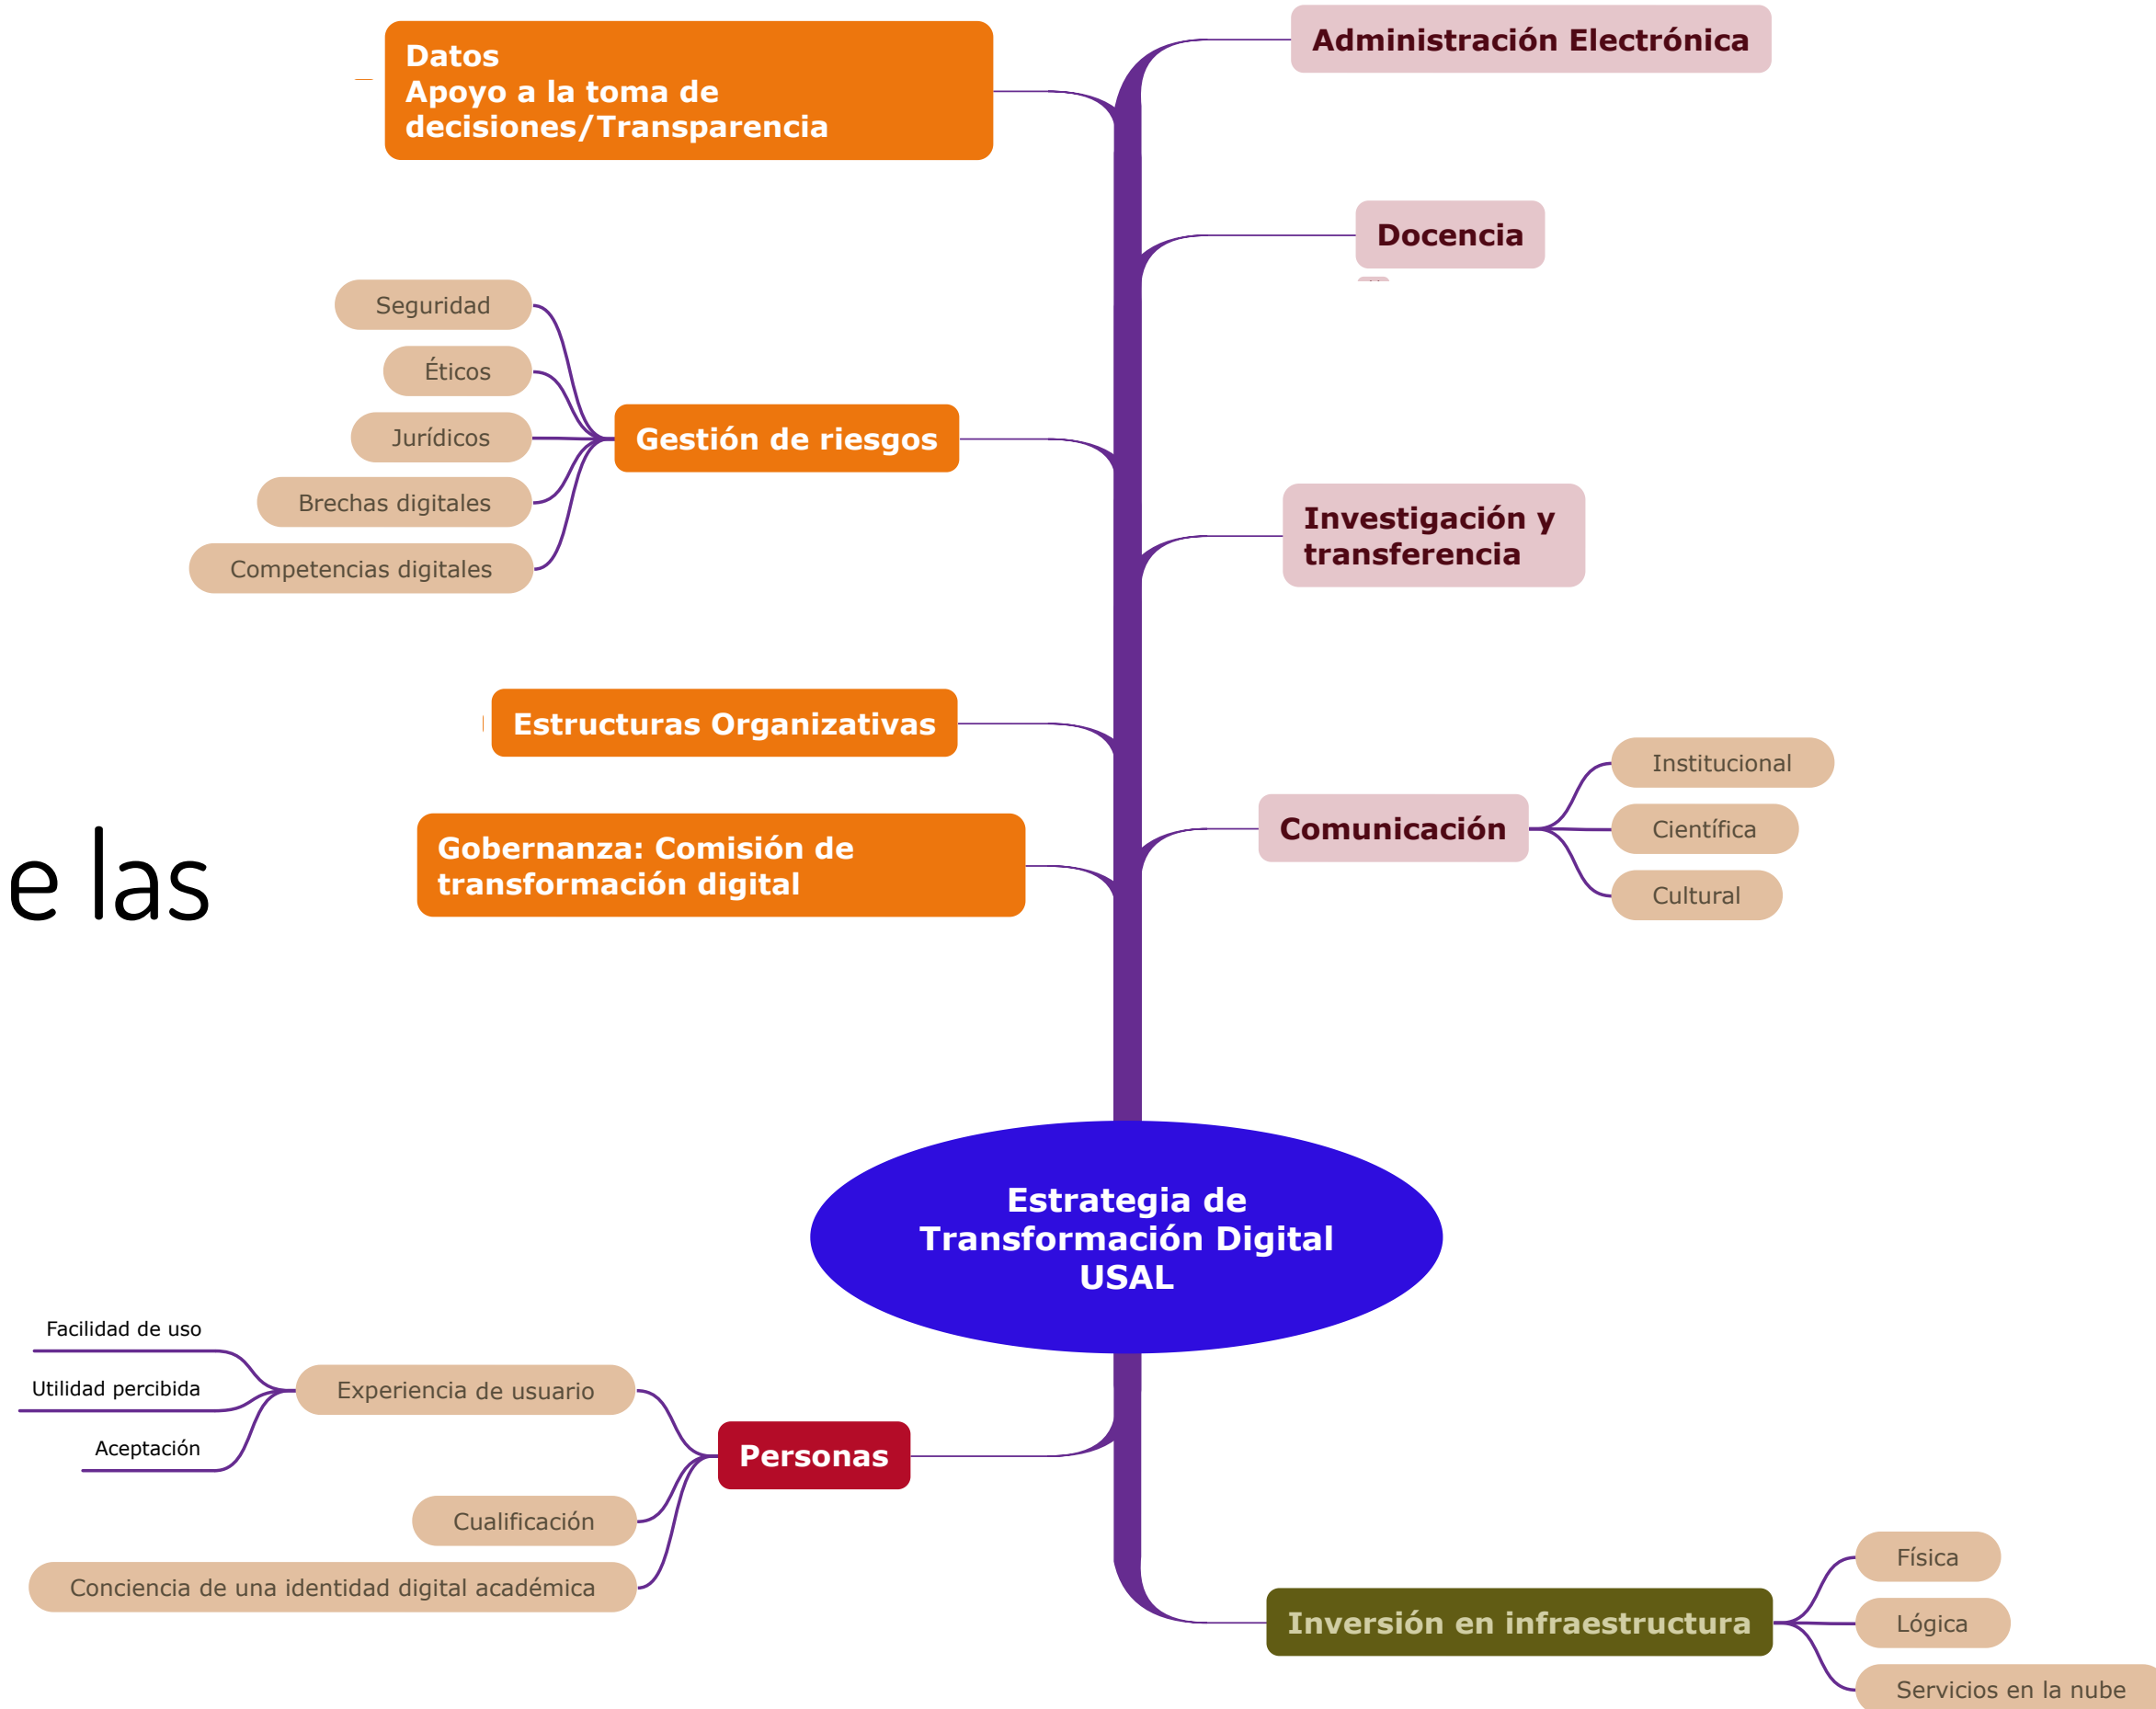 Datos
Apoyo a la toma de
decisiones/Transparencia
Seguridad
Éticos
Jurídicos
Brechas digitales
Competencias digitales
Gestión de riesgos
Estructuras Organizativas
Gobernanza: Comisión de
transformación digital
e las
Administración Electrónica
Docencia
Investigación y
transferencia
Comunicación
Institucional
Científica
Cultural
Estrategia de
Transformación Digital
USAL
Facilidad de uso
Utilidad percibida
Aceptación
Experiencia de usuario
Cualificación
Conciencia de una identidad digital académica
Personas
Inversión en infraestructura
Física
Lógica
Servicios en la nube